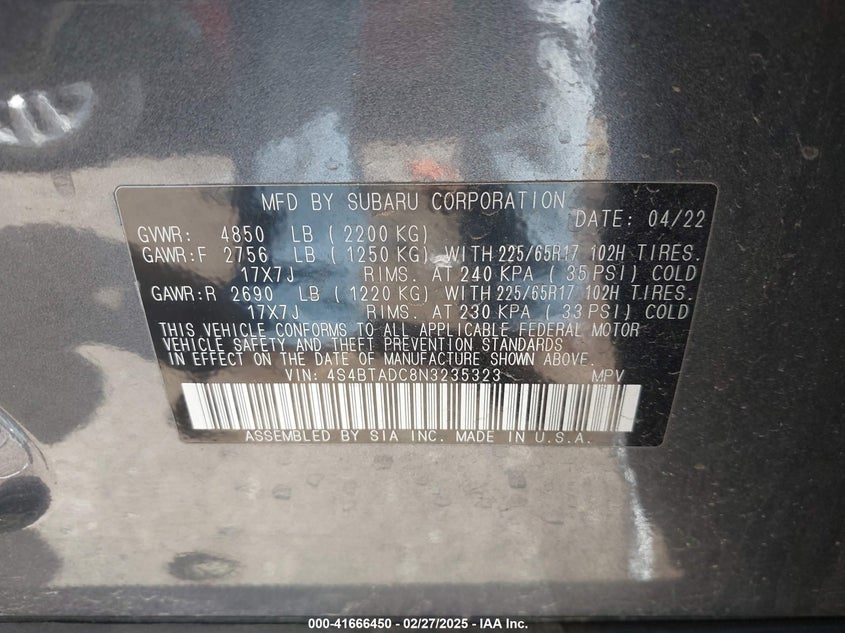 MFD BY SUBARU CORPORATION
DATE: 04/22
GVWR: 4850 LB (2200 KG)
GAWR:F 2756 LB (1250 KG) WITH 225/65R17 102H TIRES.
17X7J RIMS. AT 240 KPA (35 PSI) COLD
GAWR:R 2690 LB (1220 KG) WITH 225/65R17 102H TIRES.
17X7J RIMS. AT 230 KPA (33 PSI) COLD
THIS VEHICLE CONFORMS TO ALL APPLICABLE FEDERAL MOTOR
VEHICLE SAFETY AND THEFT PREVENTION STANDARDS
IN EFFECT ON THE DATE OF MANUFACTURE SHOWN ABOVE.
VIN: 4S4BTADC8N3235323 MPV
ASSEMBLED BY SIA INC. MADE IN U.S.A.
000-41666450 - 02/27/2025 - IAA Inc.